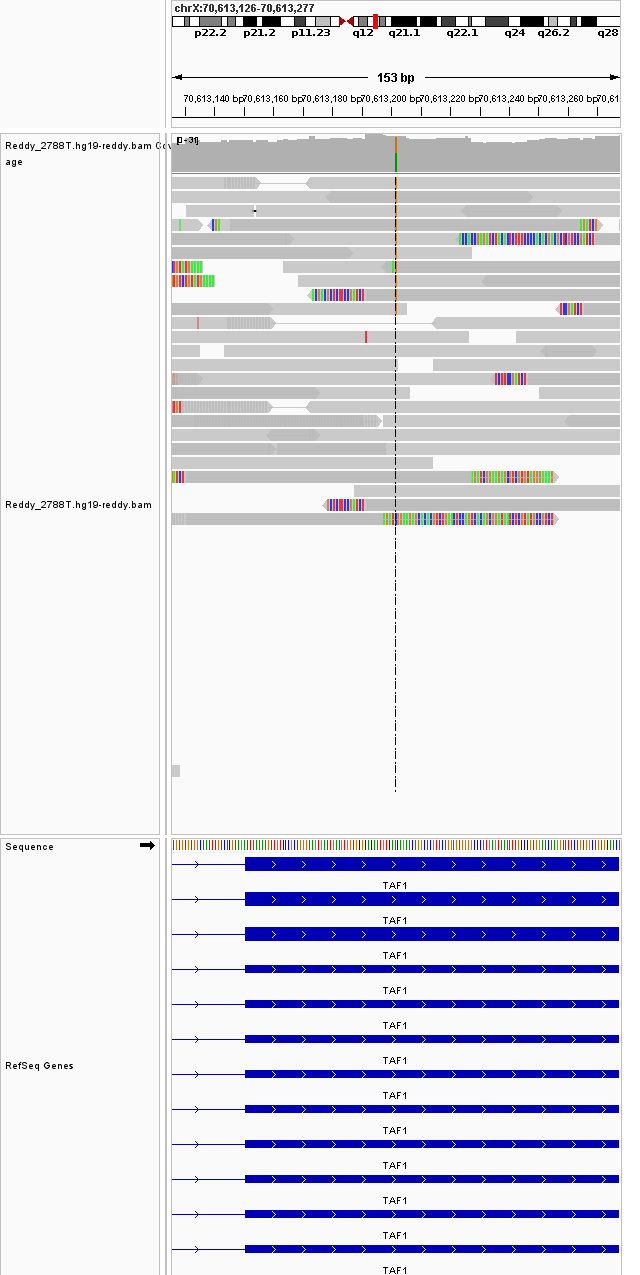 chrX:70,613,126-70,613,277
p22.2 p21.2 p11.23 q12 q21.1 q22.1 q24 q26.2 q28
153 bp
70,613,140 bp 70,613,160 bp 70,613,180 bp 70,613,200 bp 70,613,220 bp 70,613,240 bp 70,613,260 bp 70,61
Reddy_2788T.hg19-reddy.bam Cov
age
[0 - 31]
Reddy_2788T.hg19-reddy.bam
Sequence
TAF1
TAF1
TAF1
TAF1
TAF1
TAF1
RefSeq Genes
TAF1
TAF1
TAF1
TAF1
TAF1
TAF1